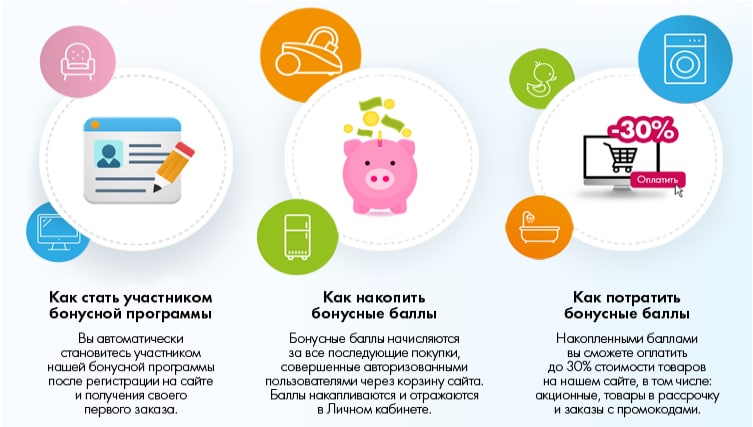 -30%
Оплатить
Как стать участником
бонусной программы
Вы автоматически
становитесь участником
нашей бонусной программы
после регистрации на сайте
и получения своего
первого заказа.
Как накопить
бонусные баллы
Бонусные баллы начисляются
за все последующие покупки,
совершенные авторизованными
пользователями через корзину сайта.
Баллы накапливаются и отражаются
в Личном кабинете.
Как потратить
бонусные баллы
Накопленными баллами
вы сможете оплатить
до 30% стоимости товаров
на нашем сайте, в том числе:
акционные, товары в рассрочку
и заказы с промокодами.